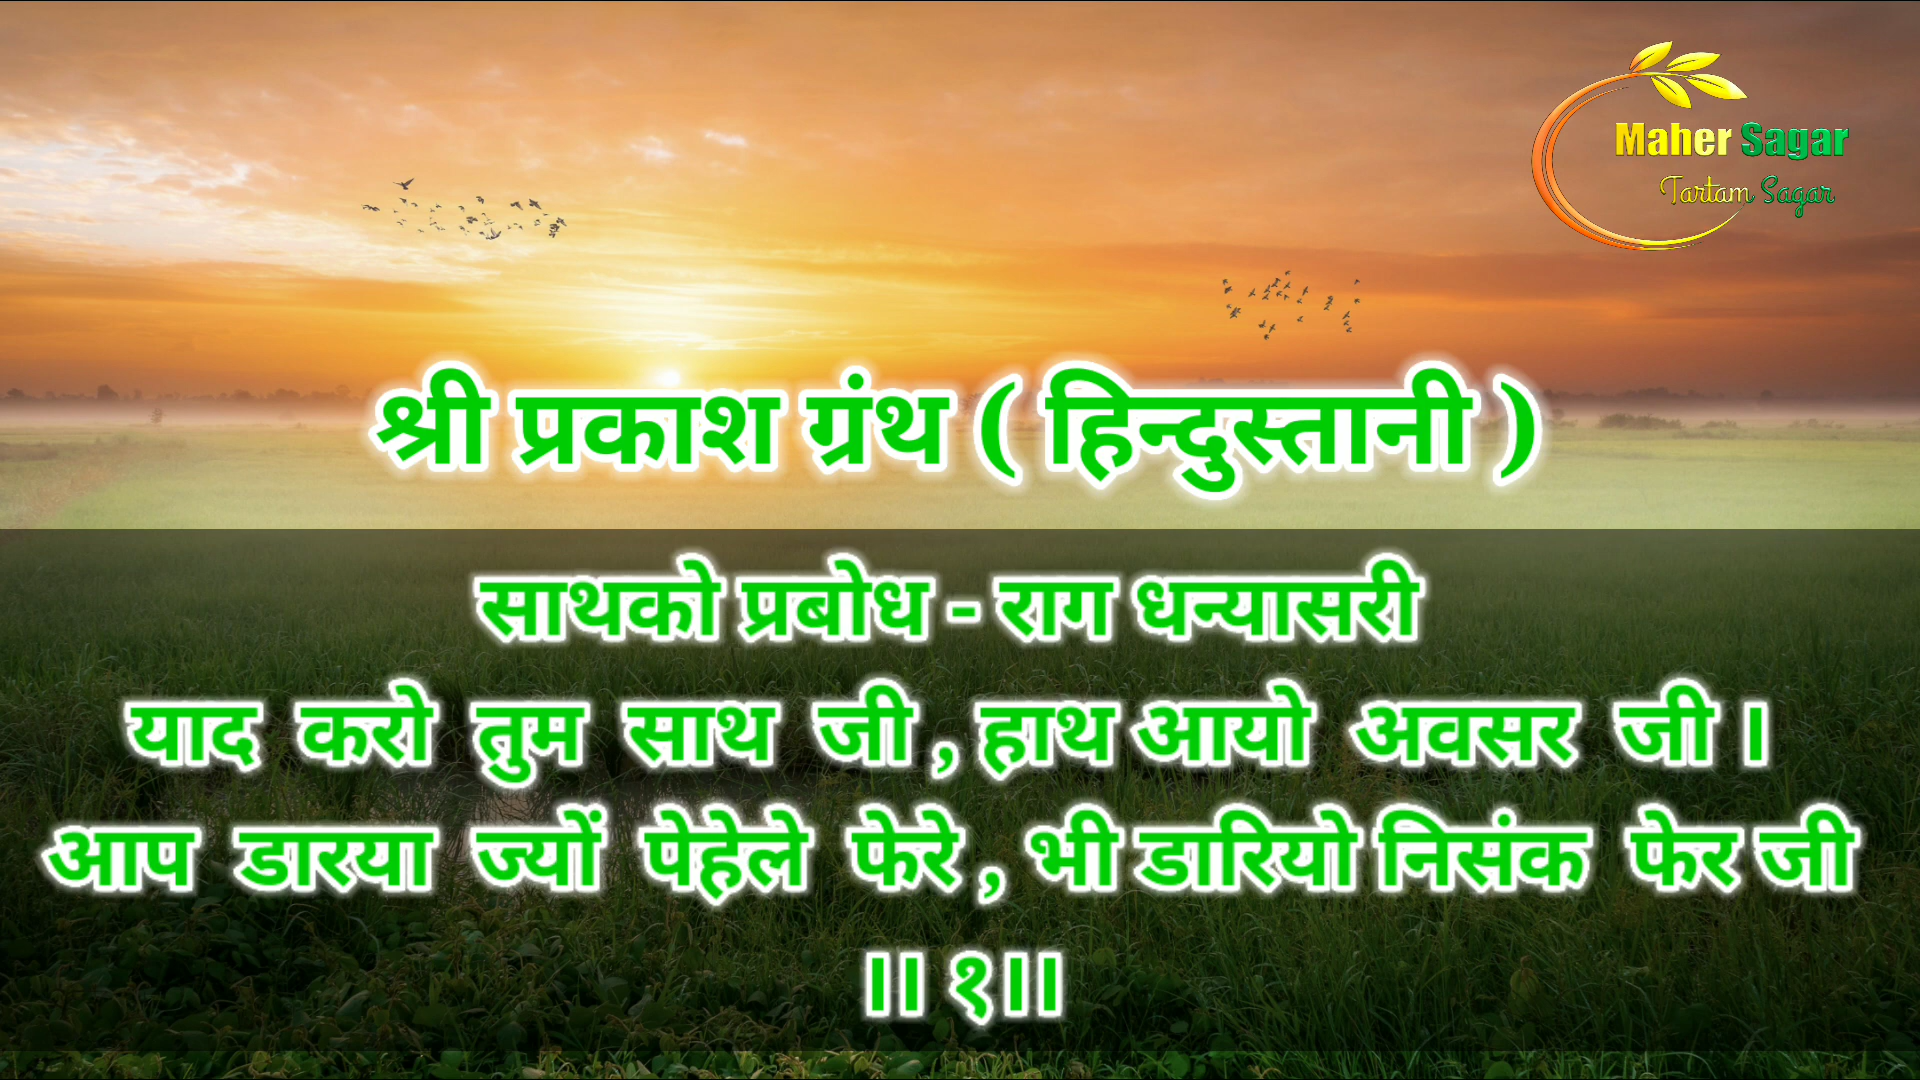 Maher Sagar
Tartam Sagar
श्री प्रकाश ग्रंथ ( हिन्दुस्तानी )
साथको प्रबोध - राग धन्यासरी
याद करो तुम साथ जी , हाथ आयो अवसर जी ।
आप डारया ज्यों पेहेले फेरे , भी डारियो निसंक फेर जी
।। १।।